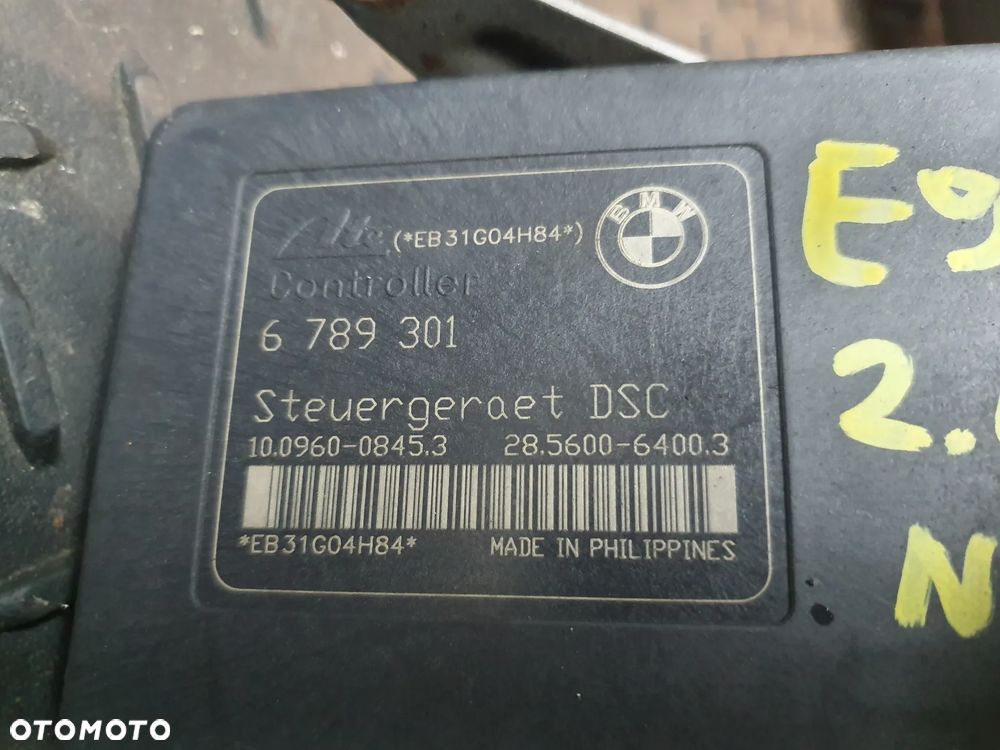 Ate (*EB31G04H84*) BMW
Controller
6 789 301
Steuergeraet DSC
10.0960-0845.3 28.5600-6400.3
*EB31G04H84* MADE IN PHILIPPINES
E9
2.
N
OTOMOTO